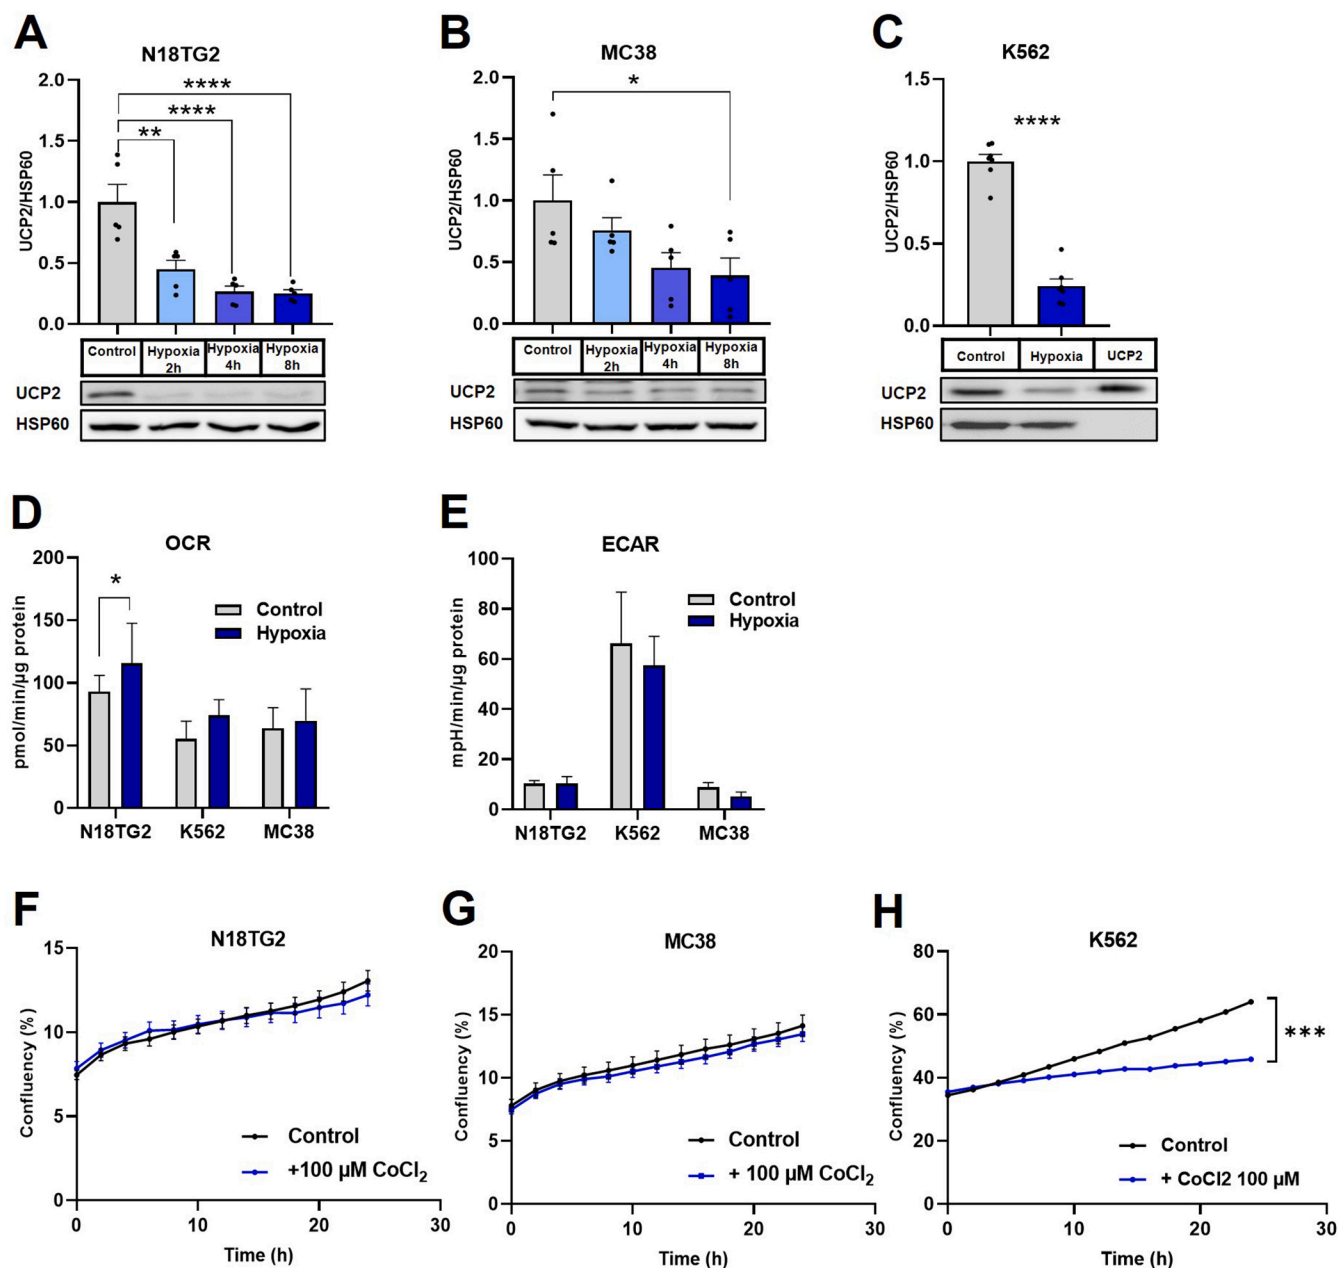 A
N18TG2
UCP2/HSP60
2.0
1.5
1.0
0.5
0.0
****
****
**
Control
Hypoxia 2h
Hypoxia 4h
Hypoxia 8h
UCP2
HSP60
B
MC38
UCP2/HSP60
2.0
1.5
1.0
0.5
0.0
*
Control
Hypoxia 2h
Hypoxia 4h
Hypoxia 8h
UCP2
HSP60
C
K562
UCP2/HSP60
1.5
1.0
0.5
0.0
****
Control
Hypoxia
UCP2
UCP2
HSP60
D
OCR
pmol/min/µg protein
200
150
100
50
0
*
Control
Hypoxia
N18TG2
K562
MC38
E
ECAR
mpH/min/µg protein
100
80
60
40
20
0
Control
Hypoxia
N18TG2
K562
MC38
F
N18TG2
Confluency (%)
15
10
5
0
Control
+100 µM CoCl₂
0
10
20
30
Time (h)
G
MC38
Confluency (%)
20
15
10
5
0
Control
+ 100 µM CoCl₂
0
10
20
30
Time (h)
H
K562
Confluency (%)
80
60
40
20
0
***
Control
+ CoCl2 100 µM
0
10
20
30
Time (h)